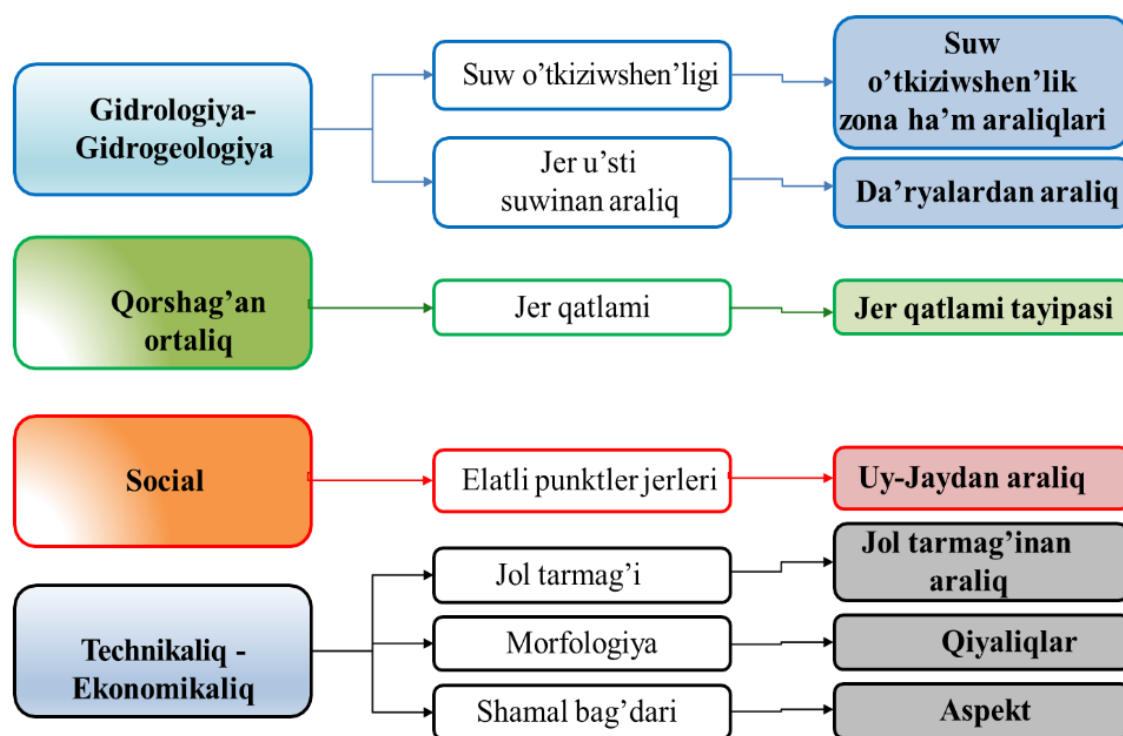 Gidrologiya-
Gidrogeologiya
Suw o’tkiziwshen’ligi
Suw
o’tkiziwshen’lik
zona ha’m araliqlari
Jer u’sti
suwinan araliq
Da’ryalardan araliq
Qorshag’an
ortaliq
Jer qatlami
Jer qatlami tayipasi
Social
Elatli punktler jerleri
Uy-Jaydan araliq
Technikaliq -
Ekonomikaliq
Jol tarmag’i
Jol tarmag’inan
araliq
Morfologiya
Qiyaliqlar
Shamal bag’dari
Aspekt